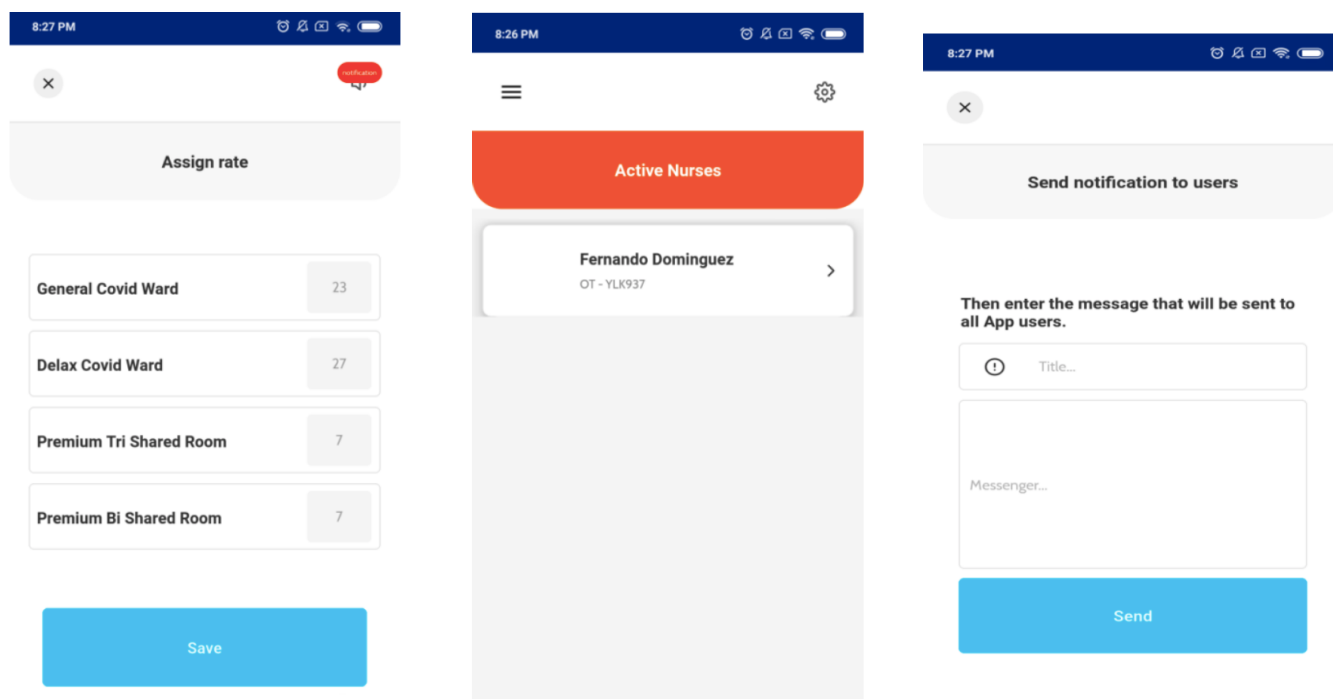 8:27 PM
notification
Assign rate
General Covid Ward
23
Delax Covid Ward
27
Premium Tri Shared Room
7
Premium Bi Shared Room
7
Save
8:26 PM
Active Nurses
Fernando Dominguez
OT - YLK937
8:27 PM
Send notification to users
Then enter the message that will be sent to
all App users.
Title...
Messenger...
Send